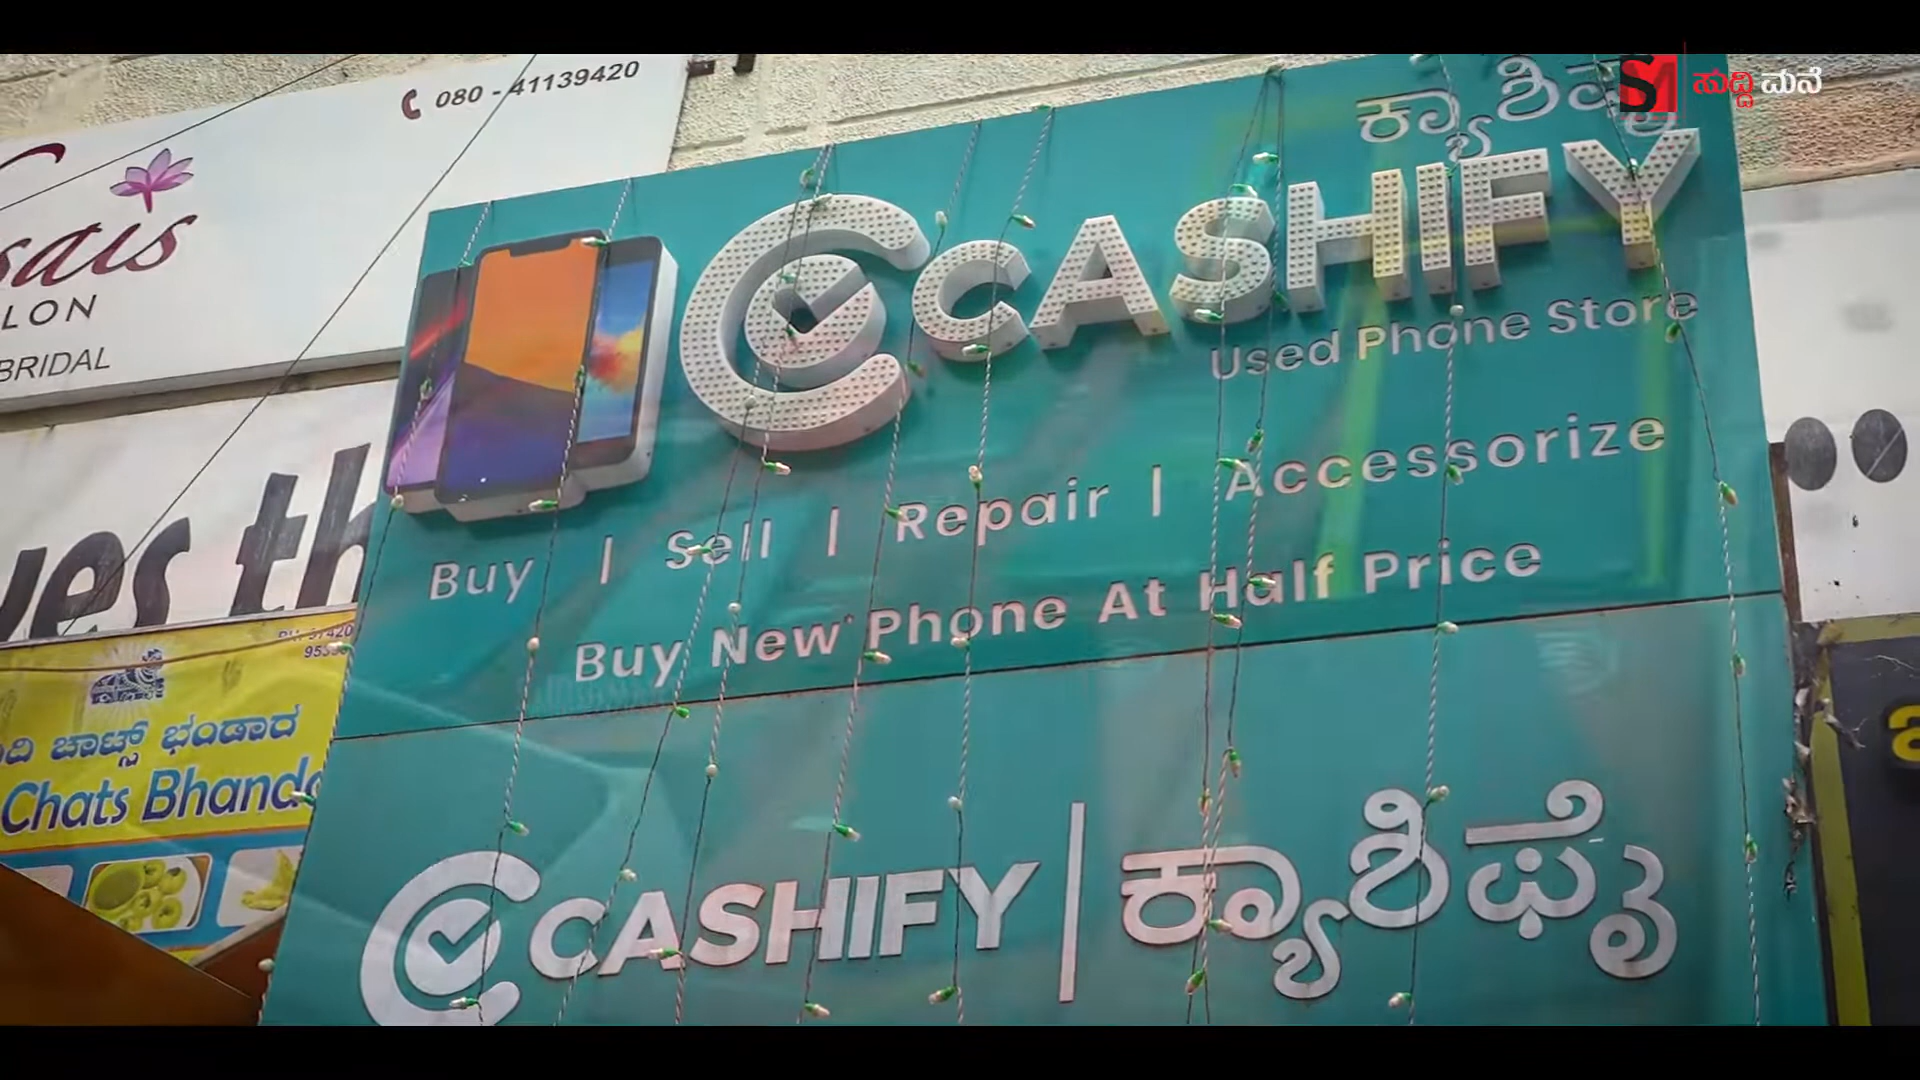 080 - 41139420
ಸುದ್ದಿ ಮನೆ
LON
BRIDAL
CASHIFY
Used Phone Store
Buy | Sell | Repair | Accessorize
Buy New* Phone At Half Price
ಚಾಟ್ಸ್ ಭಂಡಾರ
Chats
CASHIFY | ಕ್ಯಾಶಿಫೈ